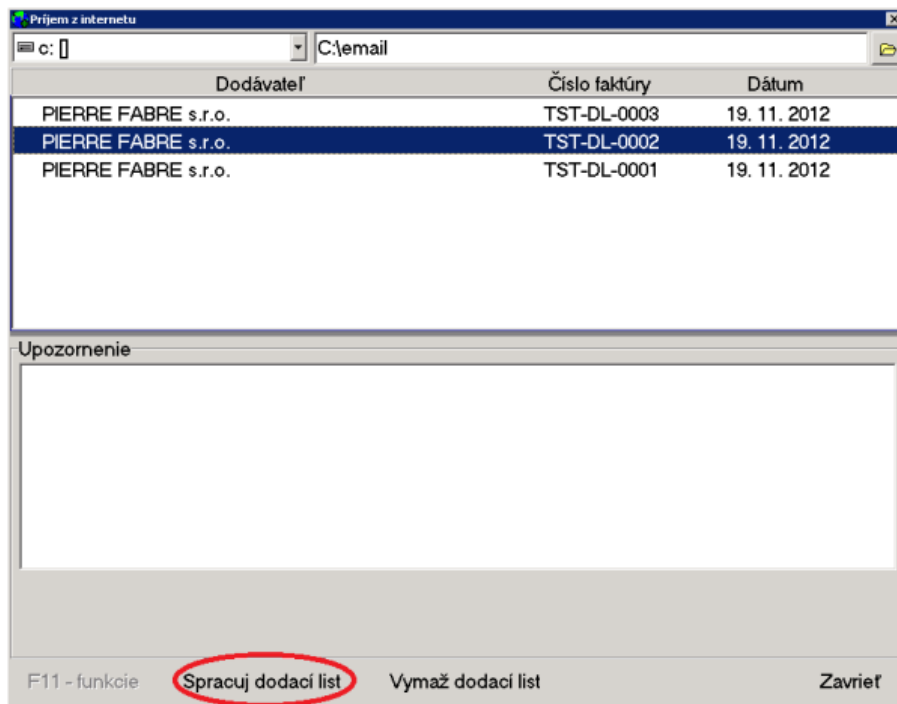 Príjem z internetu
c: []
C:\email
Dodávateľ Číslo faktúry Dátum
PIERRE FABRE s.r.o. TST-DL-0003 19. 11. 2012
PIERRE FABRE s.r.o. TST-DL-0002 19. 11. 2012
PIERRE FABRE s.r.o. TST-DL-0001 19. 11. 2012
Upozornenie
F11 - funkcie Spracuj dodací list Vymaž dodací list Zavrieť